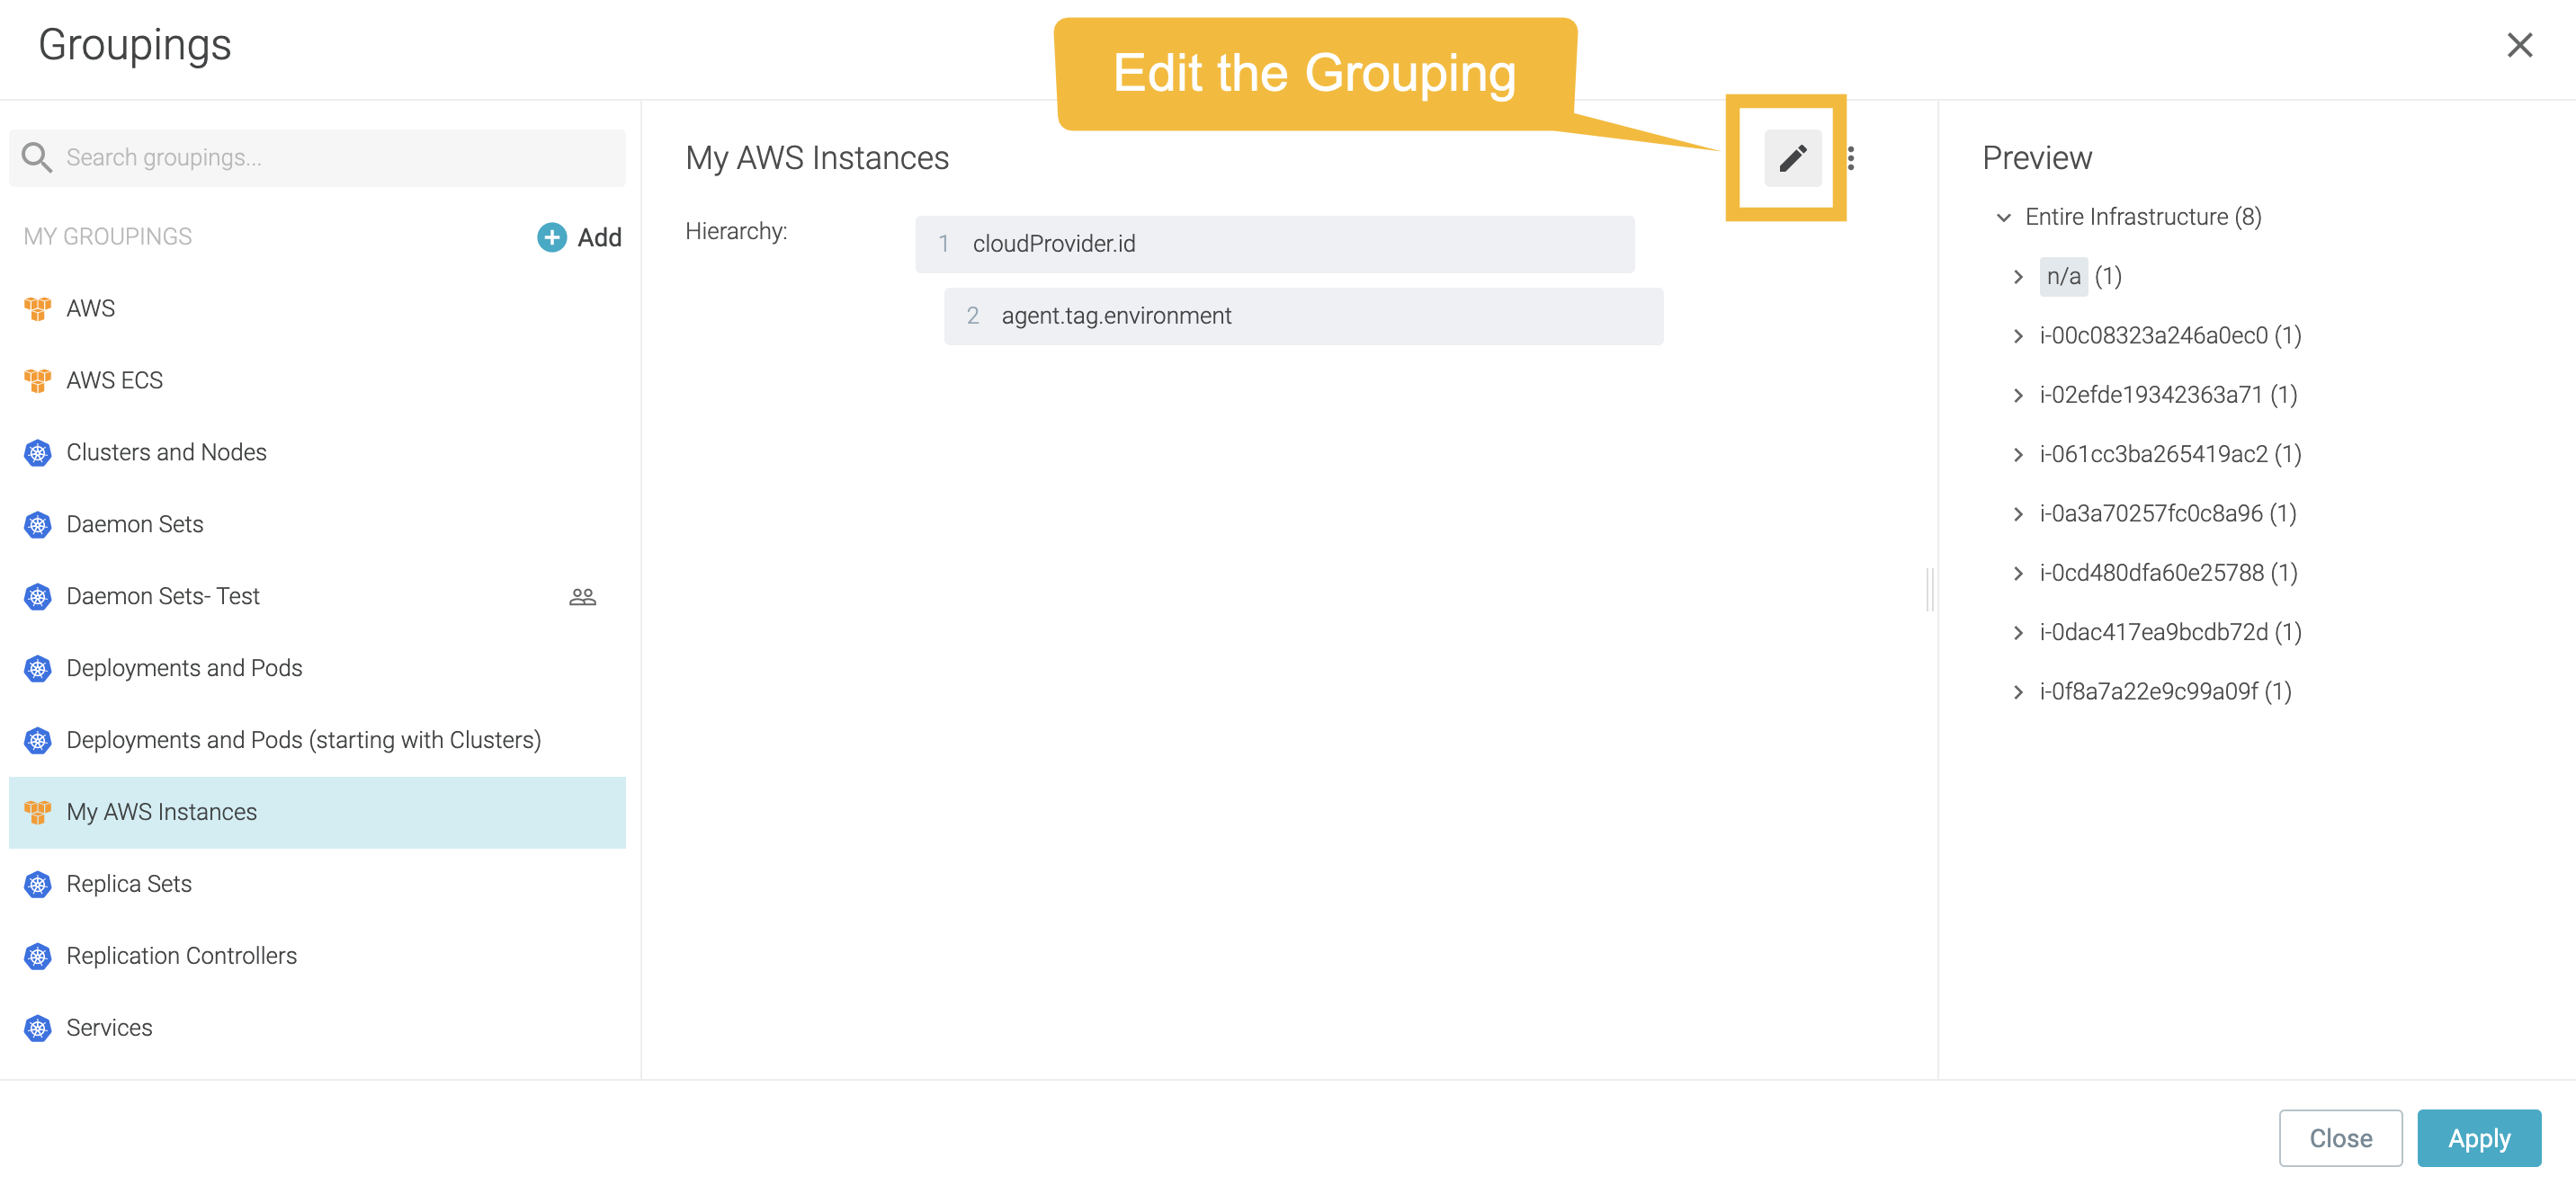 Groupings
Edit the Grouping
Search groupings...
MY GROUPINGS
Add
AWS
AWS ECS
Clusters and Nodes
Daemon Sets
Daemon Sets- Test
Deployments and Pods
Deployments and Pods (starting with Clusters)
My AWS Instances
Replica Sets
Replication Controllers
Services
My AWS Instances
Hierarchy:
1 cloudProvider.id
2 agent.tag.environment
Preview
Entire Infrastructure (8)
n/a (1)
i-00c08323a246a0ec0 (1)
i-02efde19342363a71 (1)
i-061cc3ba265419ac2 (1)
i-0a3a70257fc0c8a96 (1)
i-0cd480dfa60e25788 (1)
i-0dac417ea9bcdb72d (1)
i-0f8a7a22e9c99a09f (1)
Close
Apply